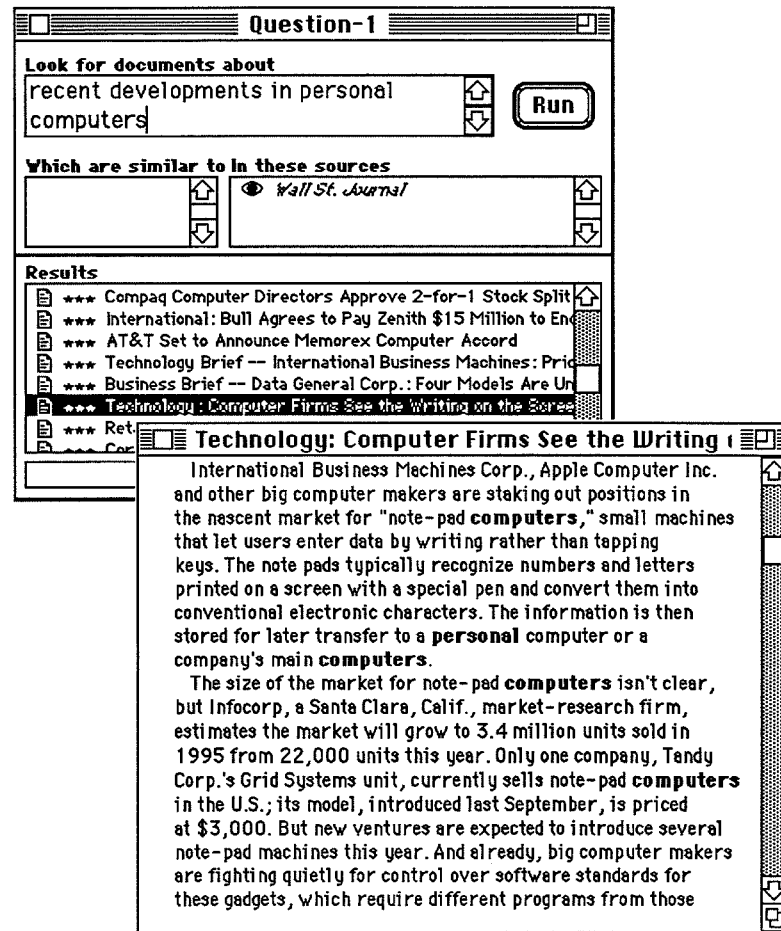 Question-1
Look for documents about
recent developments in personal
computers
Run
Which are similar to In these sources
Wall St. Journal
Results
*** Compaq Computer Directors Approve 2-for-1 Stock Split
*** International: Bull Agrees to Pay Zenith $15 Million to End
*** AT&T Set to Announce Memorex Computer Accord
*** Technology Brief -- International Business Machines: Pric
*** Business Brief -- Data General Corp.: Four Models Are Un
*** Technology: Computer Firms See the Writing on the Scree
*** Ret
*** Cor
Technology: Computer Firms See the Writing
International Business Machines Corp., Apple Computer Inc.
and other big computer makers are staking out positions in
the nascent market for "note-pad computers," small machines
that let users enter data by writing rather than tapping
keys. The note pads typically recognize numbers and letters
printed on a screen with a special pen and convert them into
conventional electronic characters. The information is then
stored for later transfer to a personal computer or a
company's main computers.
The size of the market for note-pad computers isn't clear,
but Infocorp, a Santa Clara, Calif., market-research firm,
estimates the market will grow to 3.4 million units sold in
1995 from 22,000 units this year. Only one company, Tandy
Corp.'s Grid Systems unit, currently sells note-pad computers
in the U.S.; its model, introduced last September, is priced
at $3,000. But new ventures are expected to introduce several
note-pad machines this year. And already, big computer makers
are fighting quietly for control over software standards for
these gadgets, which require different programs from those